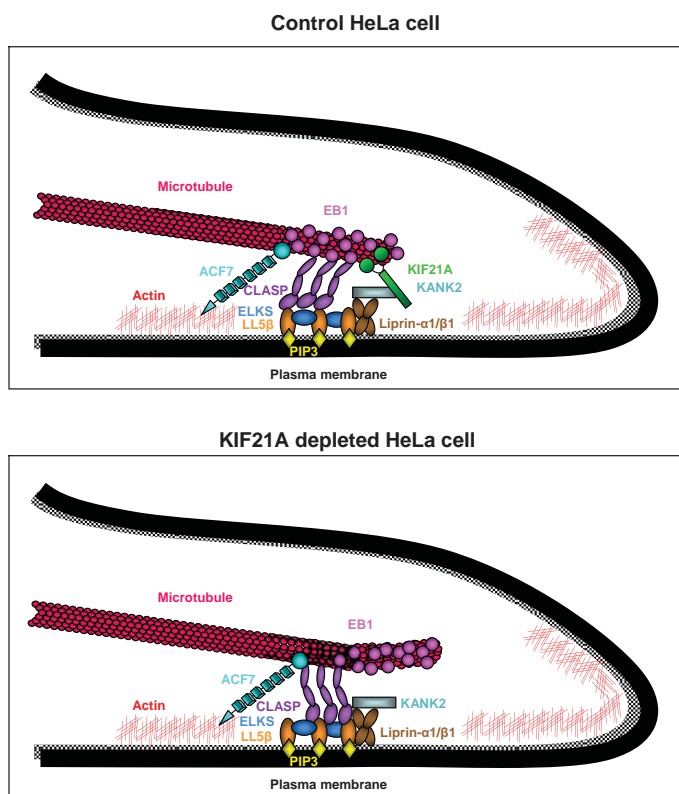 Control HeLa cell
Microtubule
EB1
ACF7
KIF21A
CLASP
KANK2
Actin
ELKS
LL5β
Liprin-α1/β1
PIP3
Plasma membrane
KIF21A depleted HeLa cell
Microtubule
EB1
ACF7
Actin
CLASP
KANK2
ELKS
LL5β
Liprin-α1/β1
PIP3
Plasma membrane